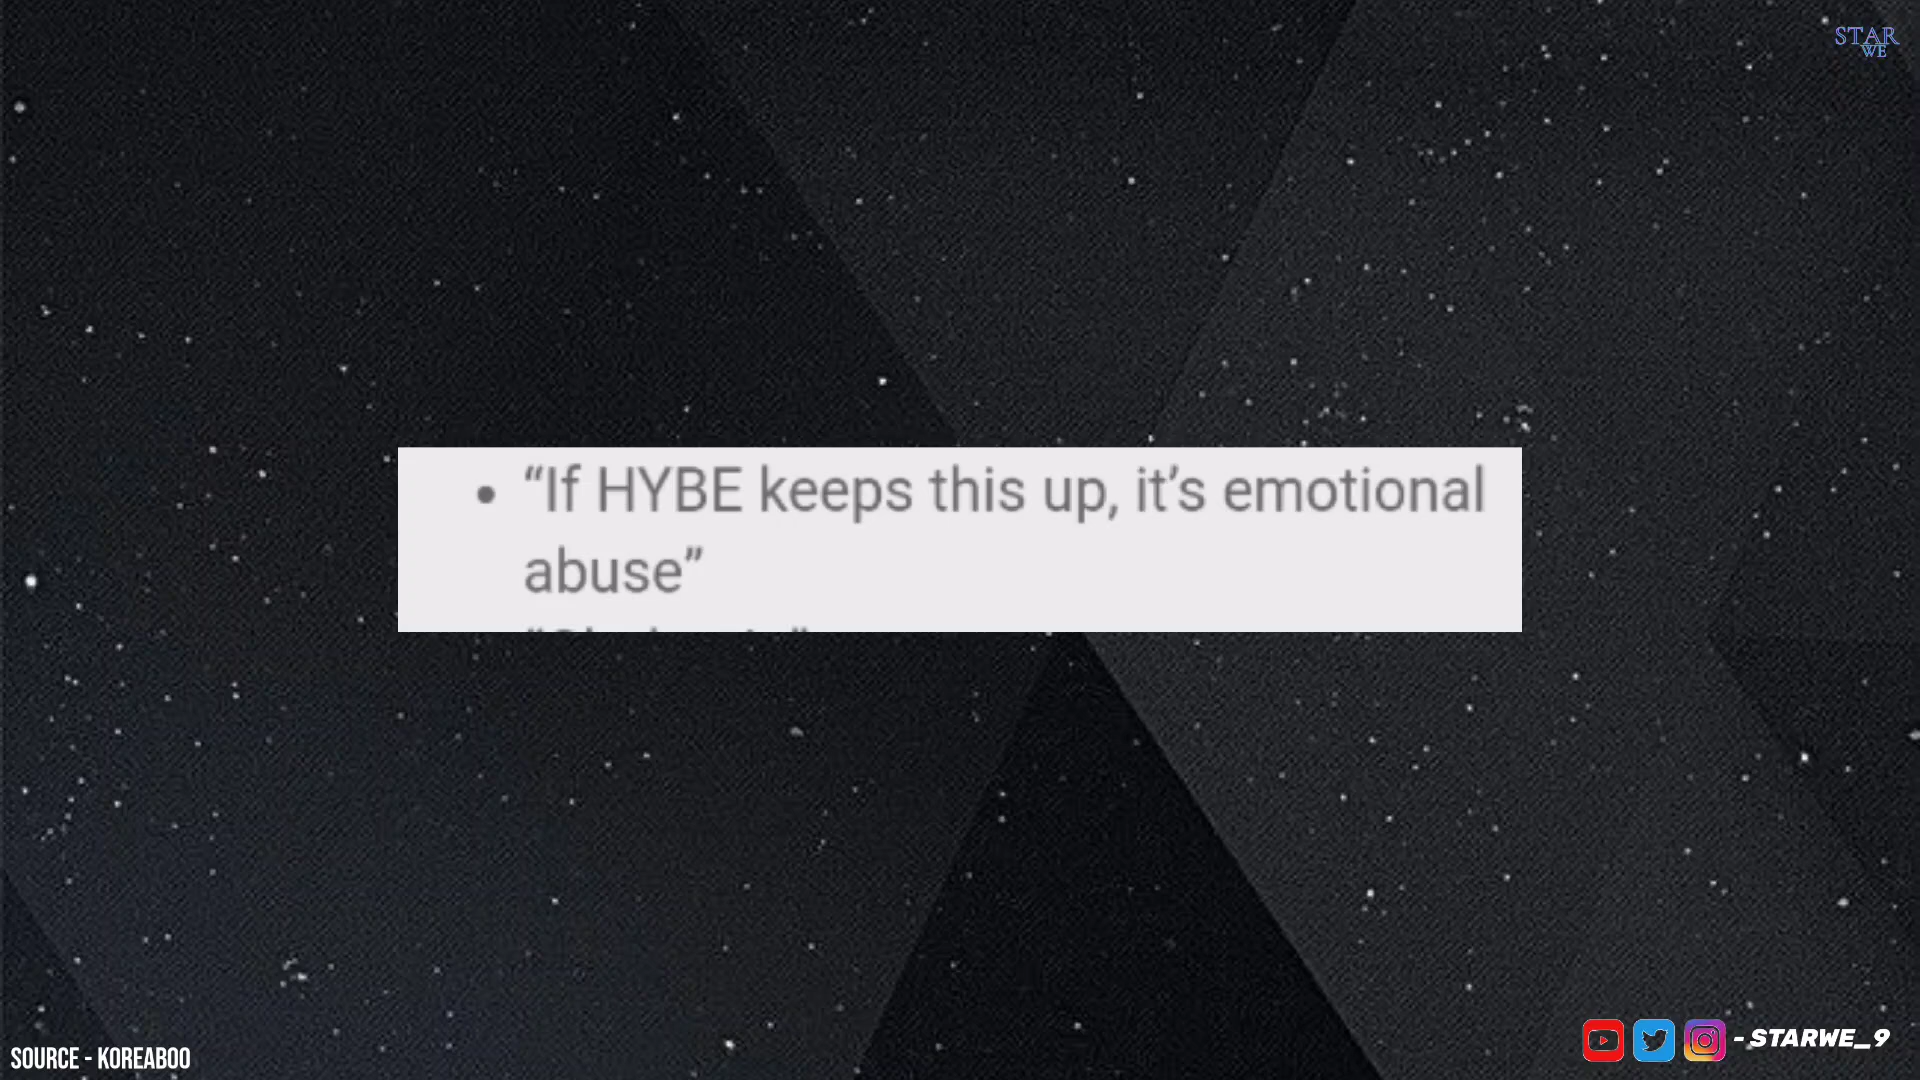 STAR
WE
• “If HYBE keeps this up, it’s emotional
abuse”
SOURCE - KOREABOO
- STARWE_9